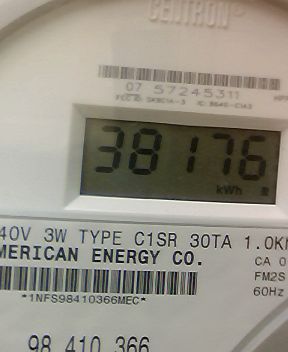 CENTRON®
07 57245311
38176
kWh
40V 3W TYPE C1SR 30TA 1.0K
MERICAN ENERGY CO.
CA 0
FM2S
60Hz
*1NFS98410366MEC*
98 410 366